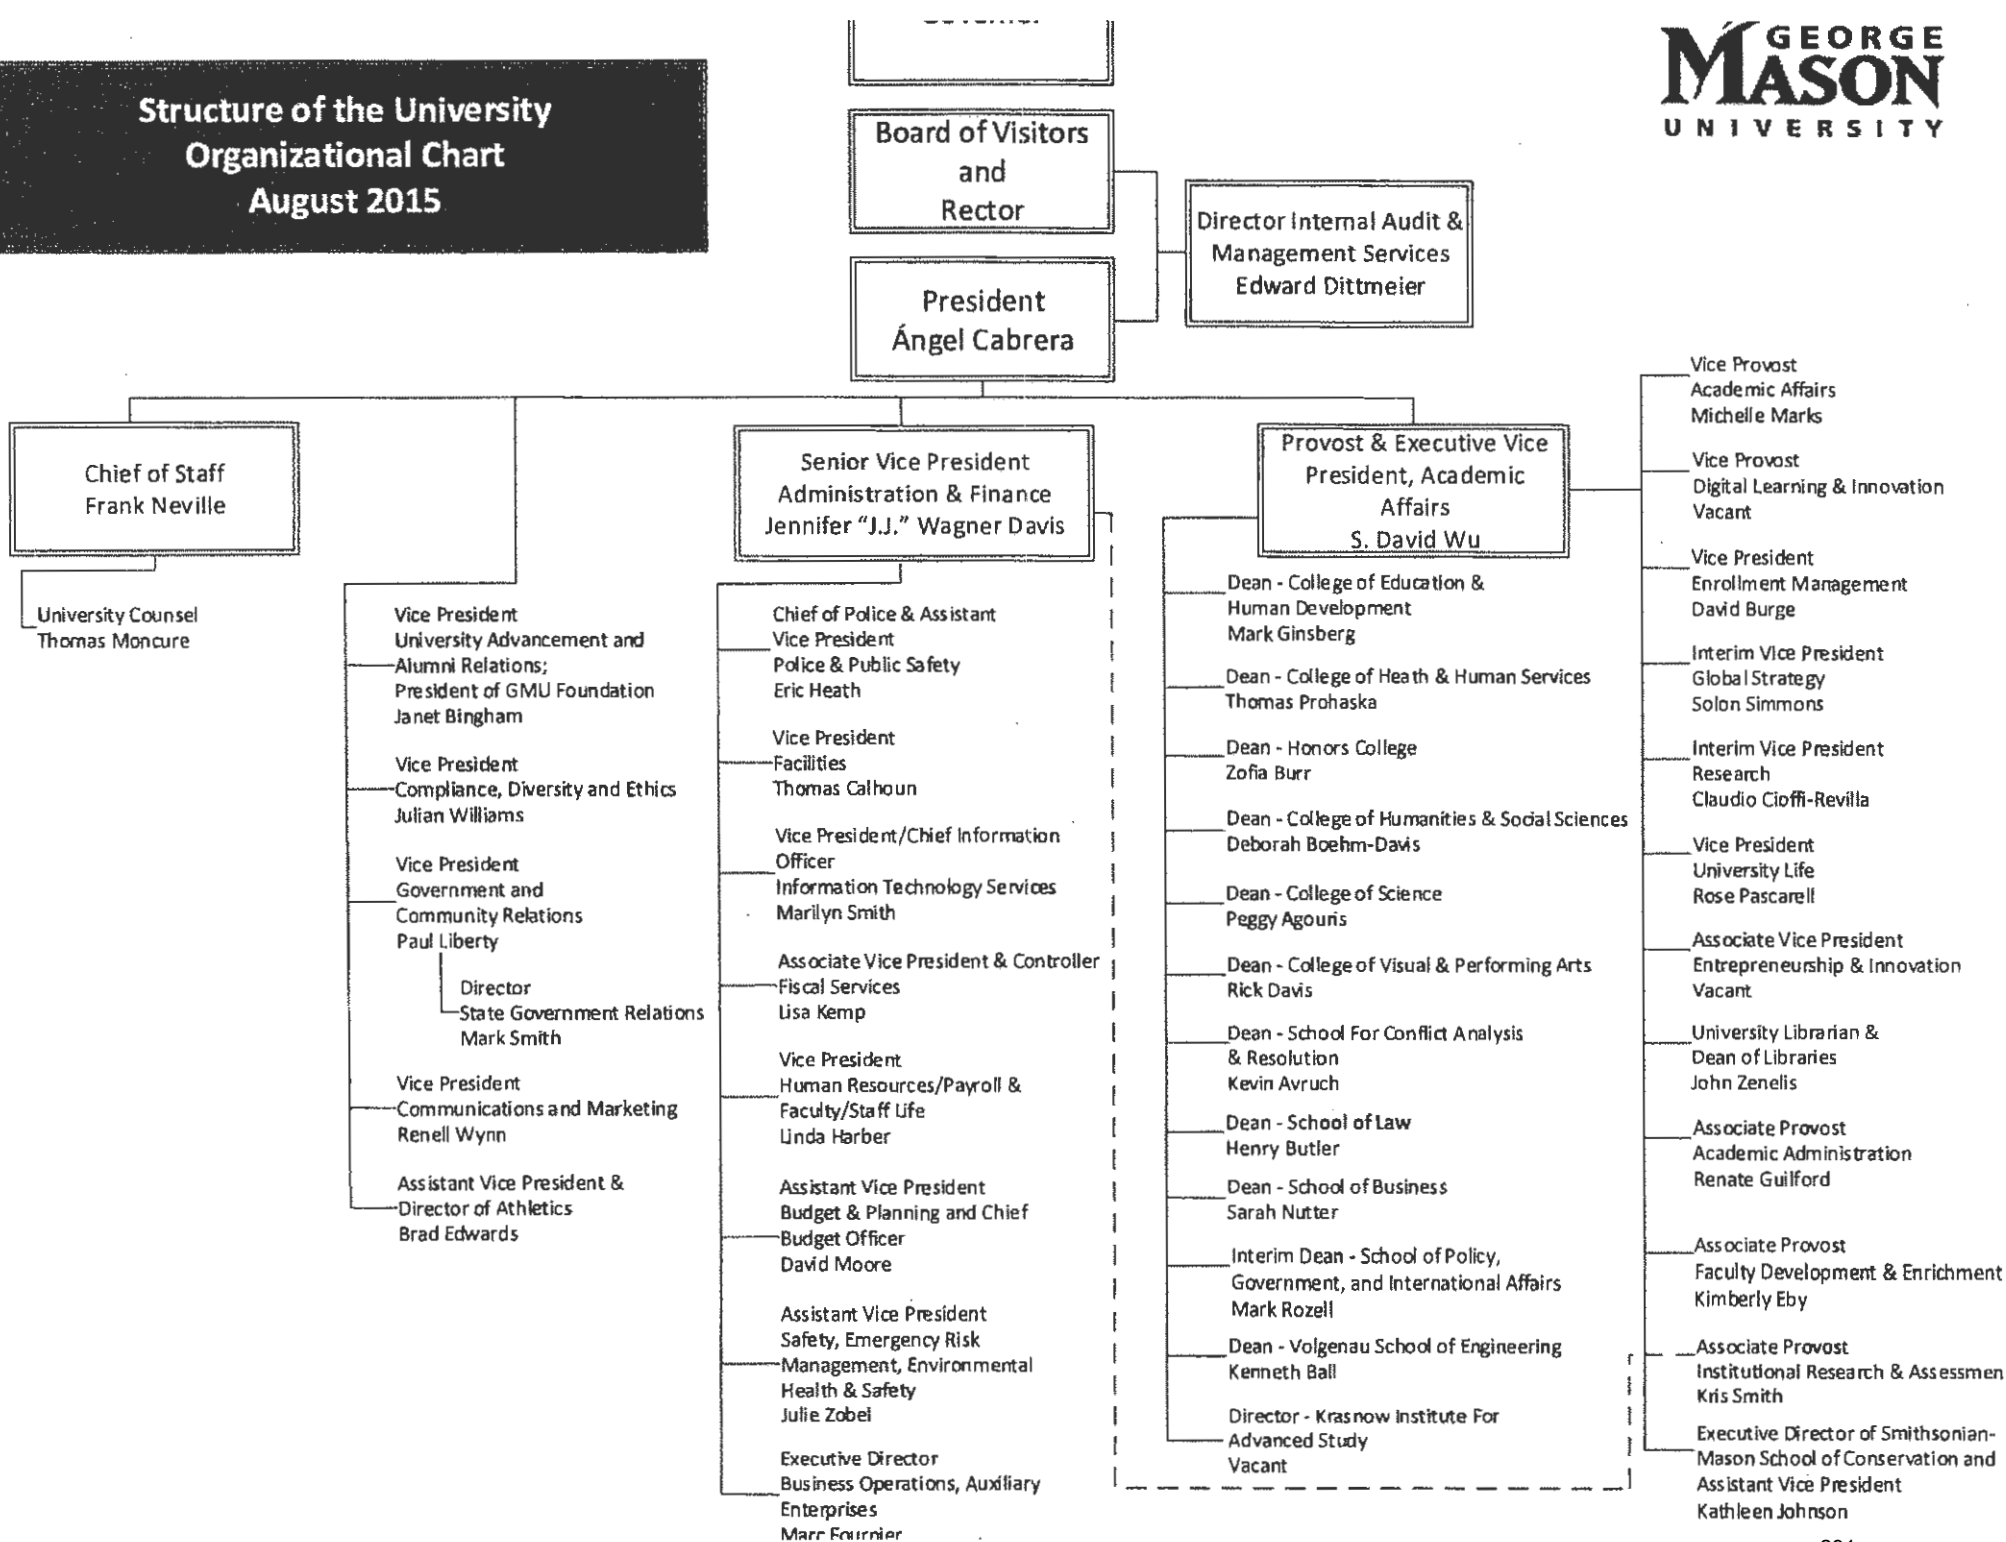 GEORGE
MASON
UNIVERSITY
Structure of the University
Organizational Chart
August 2015
Board of Visitors
and
Rector
Director Internal Audit &
Management Services
Edward Dittmeier
President
Ángel Cabrera
Chief of Staff
Frank Neville
University Counsel
Thomas Moncure
Vice President
University Advancement and
Alumni Relations;
President of GMU Foundation
Janet Bingham
Vice President
Compliance, Diversity and Ethics
Julian Williams
Vice President
Government and
Community Relations
Paul Liberty
Director
State Government Relations
Mark Smith
Vice President
Communications and Marketing
Renell Wynn
Assistant Vice President &
Director of Athletics
Brad Edwards
Senior Vice President
Administration & Finance
Jennifer "J.J." Wagner Davis
Chief of Police & Assistant
Vice President
Police & Public Safety
Eric Heath
Vice President
Facilities
Thomas Calhoun
Vice President/Chief Information
Officer
Information Technology Services
Marilyn Smith
Associate Vice President & Controller
Fiscal Services
Lisa Kemp
Vice President
Human Resources/Payroll &
Faculty/Staff Life
Linda Harber
Assistant Vice President
Budget & Planning and Chief
Budget Officer
David Moore
Assistant Vice President
Safety, Emergency Risk
Management, Environmental
Health & Safety
Julie Zobel
Executive Director
Business Operations, Auxiliary
Enterprises
Marc Fournier
Provost & Executive Vice
President, Academic
Affairs
S. David Wu
Dean - College of Education &
Human Development
Mark Ginsberg
Dean - College of Heath & Human Services
Thomas Prohaska
Dean - Honors College
Zofia Burr
Dean - College of Humanities & Social Sciences
Deborah Boehm-Davis
Dean - College of Science
Peggy Agouris
Dean - College of Visual & Performing Arts
Rick Davis
Dean - School For Conflict Analysis
& Resolution
Kevin Avruch
Dean - School of Law
Henry Butler
Dean - School of Business
Sarah Nutter
Interim Dean - School of Policy,
Government, and International Affairs
Mark Rozell
Dean - Volgenau School of Engineering
Kenneth Ball
Director - Krasnow Institute For
Advanced Study
Vacant
Vice Provost
Academic Affairs
Michelle Marks
Vice Provost
Digital Learning & Innovation
Vacant
Vice President
Enrollment Management
David Burge
Interim Vice President
Global Strategy
Solon Simmons
Interim Vice President
Research
Claudio Cioffi-Revilla
Vice President
University Life
Rose Pascarell
Associate Vice President
Entrepreneurship & Innovation
Vacant
University Librarian &
Dean of Libraries
John Zenelis
Associate Provost
Academic Administration
Renate Guilford
Associate Provost
Faculty Development & Enrichment
Kimberly Eby
Associate Provost
Institutional Research & Assessmen
Kris Smith
Executive Director of Smithsonian-
Mason School of Conservation and
Assistant Vice President
Kathleen Johnson